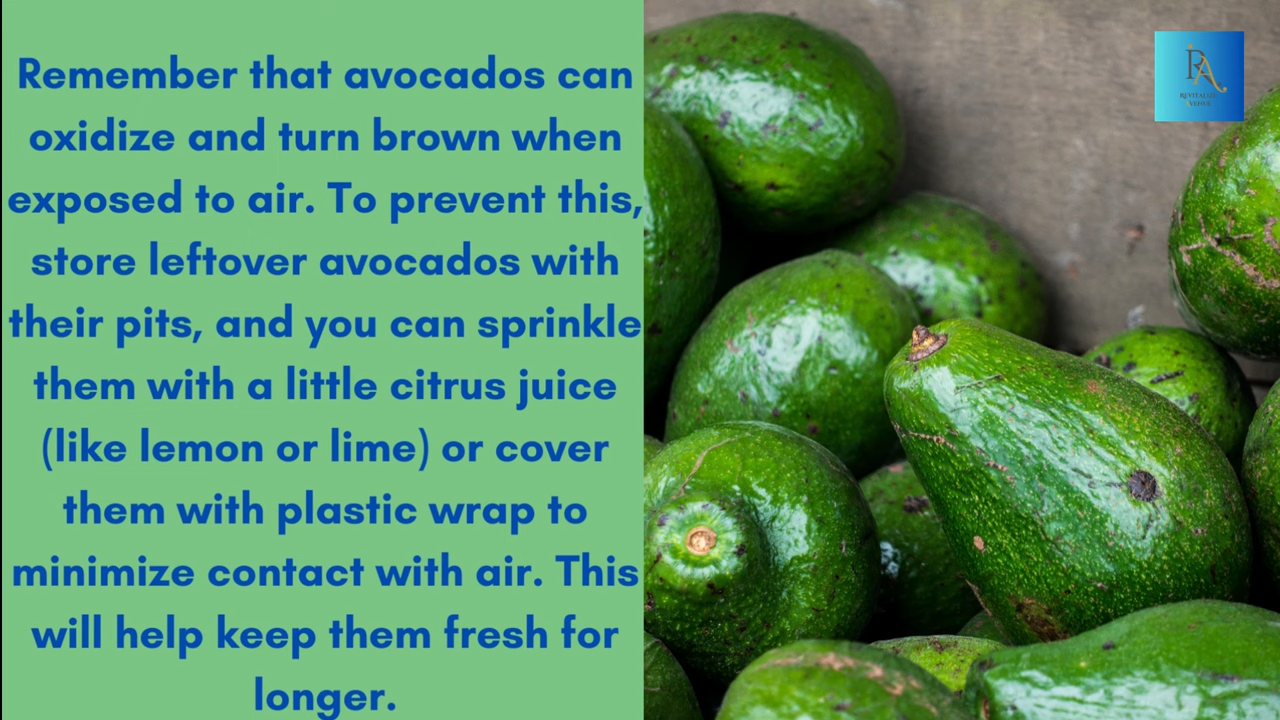 Remember that avocados can
oxidize and turn brown when
exposed to air. To prevent this,
store leftover avocados with
their pits, and you can sprinkle
them with a little citrus juice
(like lemon or lime) or cover
them with plastic wrap to
minimize contact with air. This
will help keep them fresh for
longer.
RA